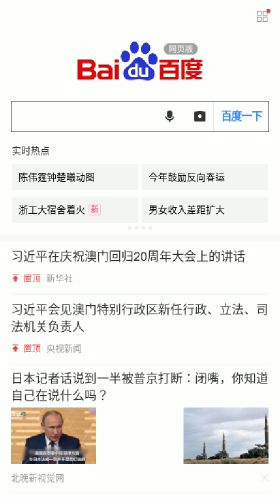 网页版
Bai du 百度
百度一下
实时热点
陈伟霆钟楚曦动图
今年鼓励反向春运
浙江大宿舍着火 新
男女收入差距扩大
习近平在庆祝澳门回归20周年大会上的讲话
置顶 新华社
习近平会见澳门特别行政区新任行政、立法、司
法机关负责人
置顶 央视新闻
日本记者话说到一半被普京打断：闭嘴，你知道
自己在说什么吗？
北晚新视觉网